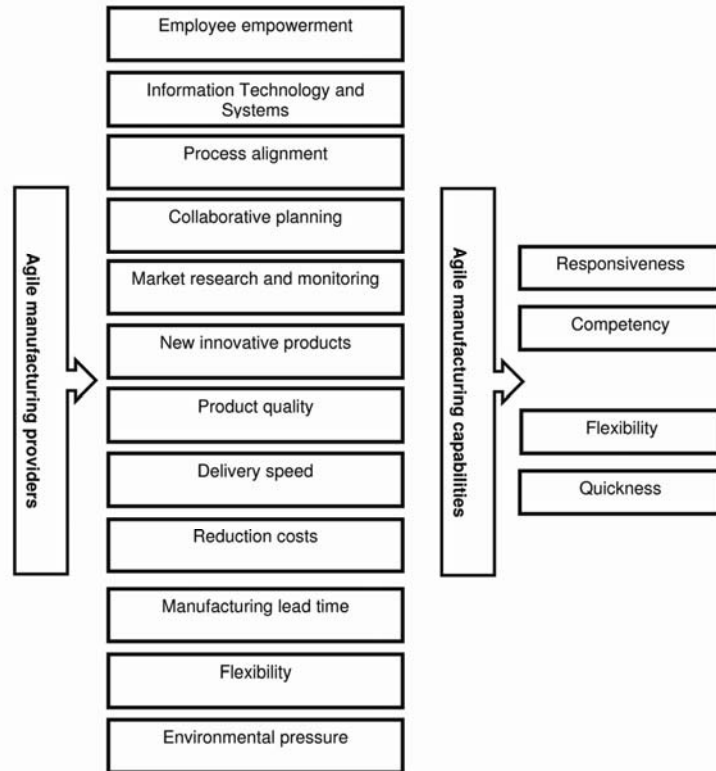 Agile manufacturing providers
Employee empowerment
Information Technology and
Systems
Process alignment
Collaborative planning
Market research and monitoring
New innovative products
Product quality
Delivery speed
Reduction costs
Manufacturing lead time
Flexibility
Environmental pressure
Agile manufacturing capabilities
Responsiveness
Competency
Flexibility
Quickness